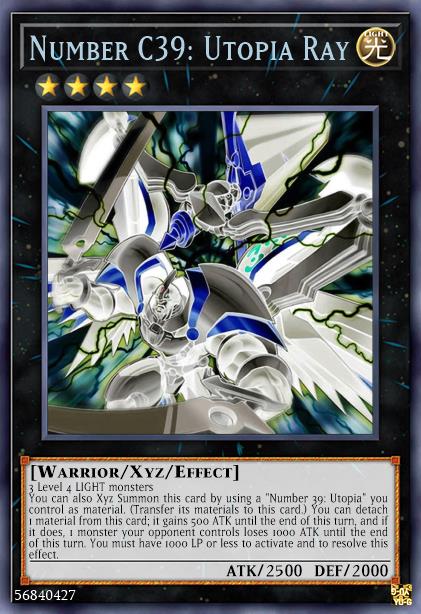 Number C39: Utopia Ray
LIGHT
光
[Warrior/Xyz/Effect]
3 Level 4 LIGHT monsters
You can also Xyz Summon this card by using a "Number 39: Utopia" you
control as material. (Transfer its materials to this card.) You can detach
1 material from this card; it gains 500 ATK until the end of this turn, and if
it does, 1 monster your opponent controls loses 1000 ATK until the end
of this turn. You must have 1000 LP or less to activate and to resolve this
effect.
ATK/2500 DEF/2000
56840427